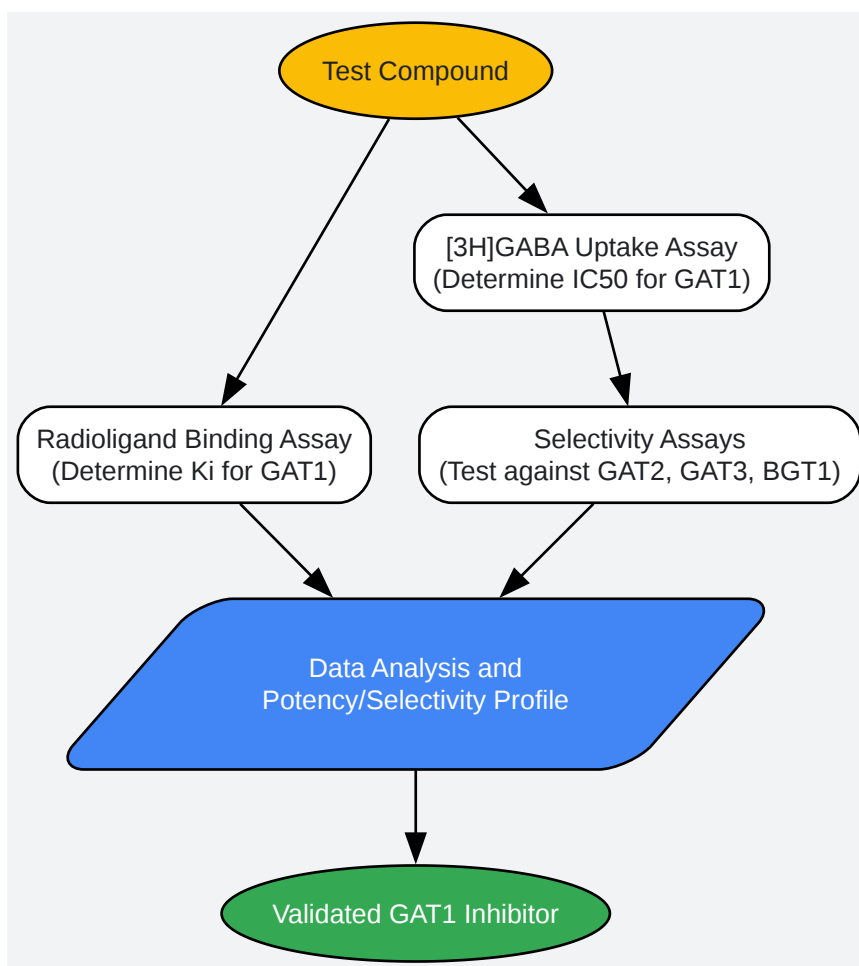 Test Compound
[3H]GABA Uptake Assay
(Determine IC50 for GAT1)
Radioligand Binding Assay
(Determine Ki for GAT1)
Selectivity Assays
(Test against GAT2, GAT3, BGT1)
Data Analysis and
Potency/Selectivity Profile
Validated GAT1 Inhibitor